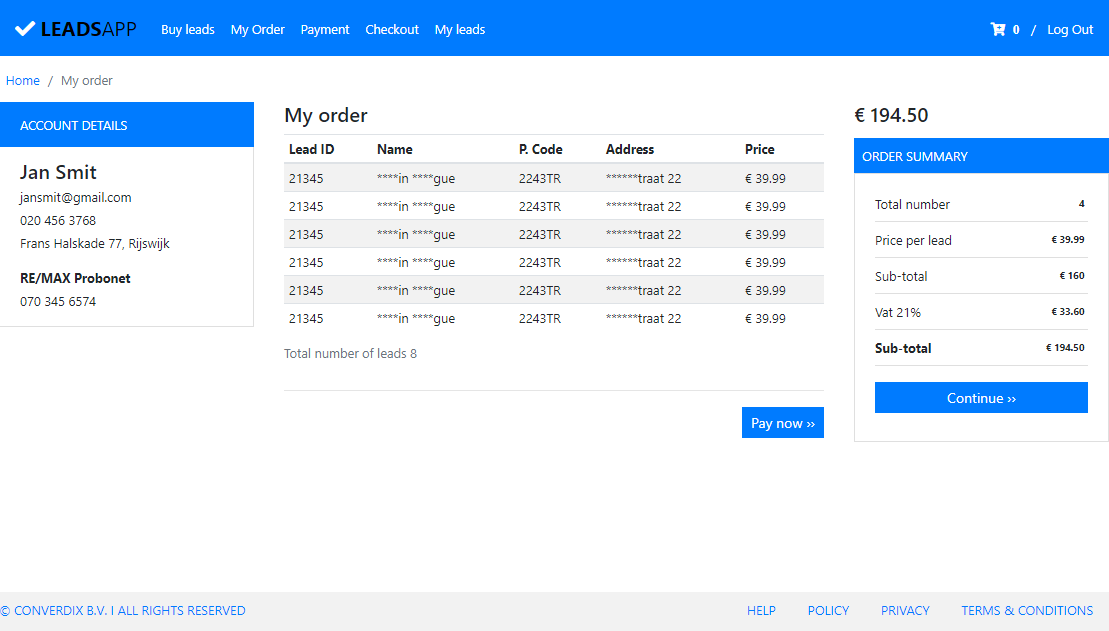 LEADSAPP Buy leads My Order Payment Checkout My leads 0 / Log Out
Home / My order
ACCOUNT DETAILS
Jan Smit
jansmit@gmail.com
020 456 3768
Frans Halskade 77, Rijswijk
RE/MAX Probonet
070 345 6574
My order
Lead ID Name P. Code Address Price
21345 ****in ****gue 2243TR ******traat 22 € 39.99
21345 ****in ****gue 2243TR ******traat 22 € 39.99
21345 ****in ****gue 2243TR ******traat 22 € 39.99
21345 ****in ****gue 2243TR ******traat 22 € 39.99
21345 ****in ****gue 2243TR ******traat 22 € 39.99
21345 ****in ****gue 2243TR ******traat 22 € 39.99
Total number of leads 8
Pay now ››
€ 194.50
ORDER SUMMARY
Total number 4
Price per lead € 39.99
Sub-total € 160
Vat 21% € 33.60
Sub-total € 194.50
Continue ››
© CONVERDIX B.V. I ALL RIGHTS RESERVED HELP POLICY PRIVACY TERMS & CONDITIONS